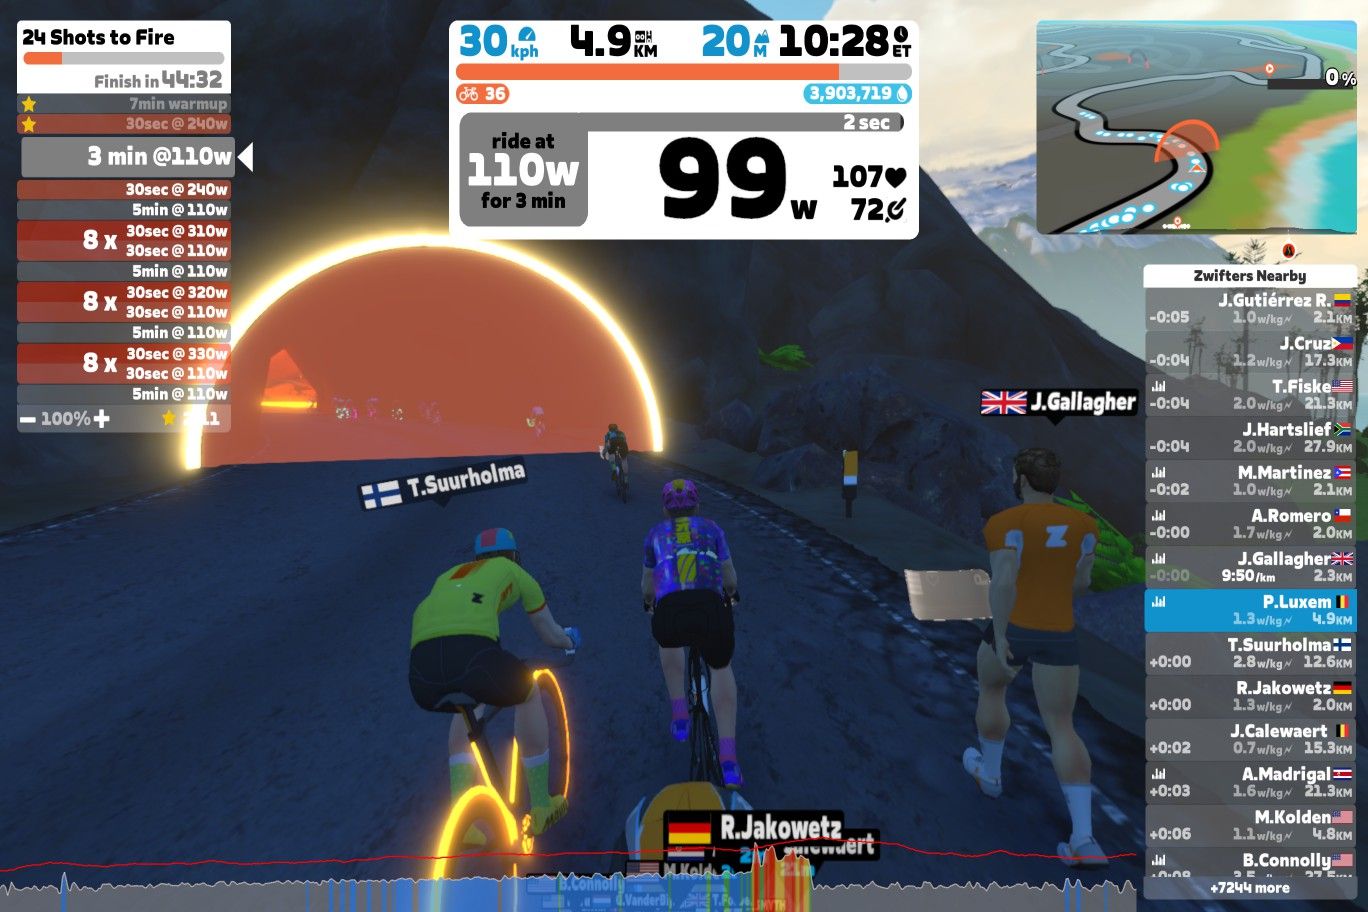 24 Shots to Fire
Finish in 44:32
7min warmup
30sec @ 240w
3 min @110w
30sec @ 240w
5min @ 110w
8 x
30sec @ 310w
30sec @ 110w
5min @ 110w
8 x
30sec @ 320w
30sec @ 110w
5min @ 110w
8 x
30sec @ 330w
30sec @ 110w
5min @ 110w
100%
30 kph
4.9 KM
20 M
10:28 ET
36
3,903,719
2 sec
ride at
110w
for 3 min
99 w
107
72
0 %
Zwifters Nearby
J.Gutiérrez R.
-0:05 1.0 w/kg 2.1 KM
J.Cruz
-0:04 1.2 w/kg 17.3 KM
T.Fiske
-0:04 2.0 w/kg 21.3 KM
J.Hartslief
-0:04 2.0 w/kg 27.9 KM
M.Martinez
-0:02 1.0 w/kg 2.1 KM
A.Romero
-0:00 1.7 w/kg 2.0 KM
J.Gallagher
-0:00 9:50 /km 2.3 KM
P.Luxem
1.3 w/kg 4.9 KM
T.Suurholma
+0:00 2.8 w/kg 12.6 KM
R.Jakowetz
+0:00 1.3 w/kg 2.0 KM
J.Calewaert
+0:02 0.7 w/kg 15.3 KM
A.Madrigal
+0:03 1.6 w/kg 21.3 KM
M.Kolden
+0:06 1.1 w/kg 4.8 KM
B.Connolly
+7244 more
J.Gallagher
T.Suurholma
Z
Z
R.Jakowetz
B.Connolly